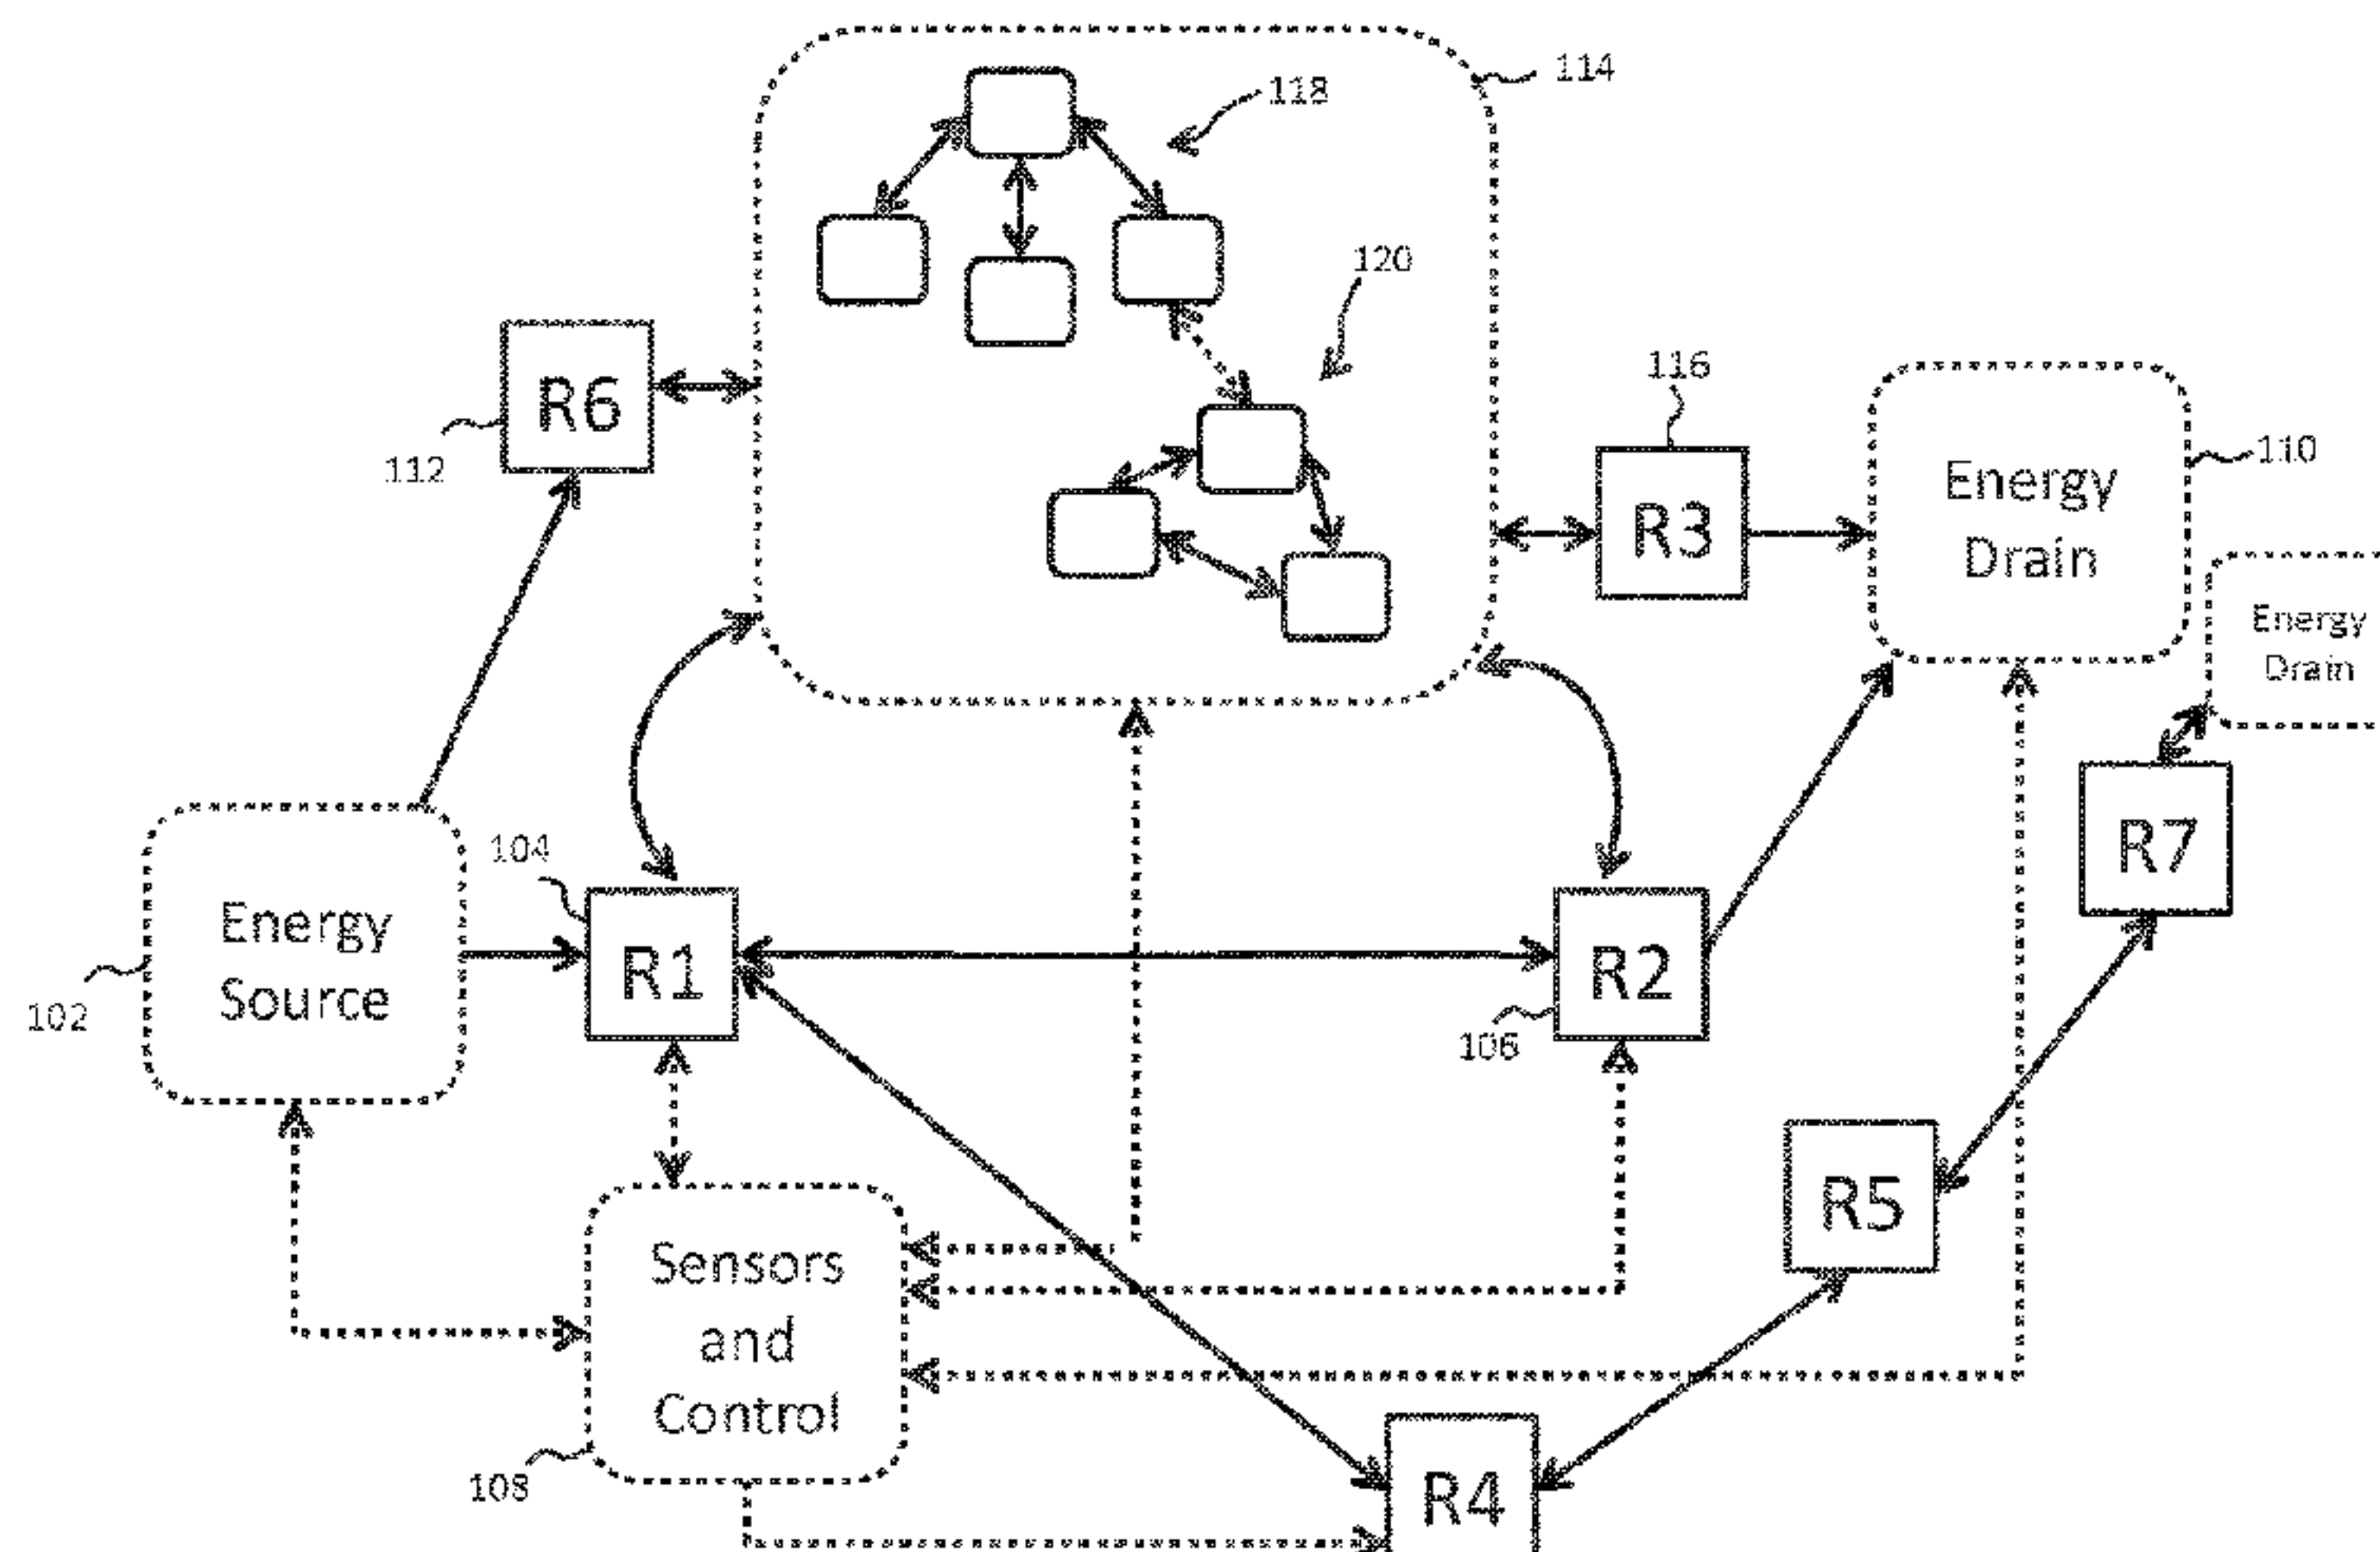 114
118
120
R6
112
116
R3
Energy
Drain
110
Energy
Drain
R7
104
Energy
Source
102
R1
R2
106
R5
Sensors
and
Control
108
R4